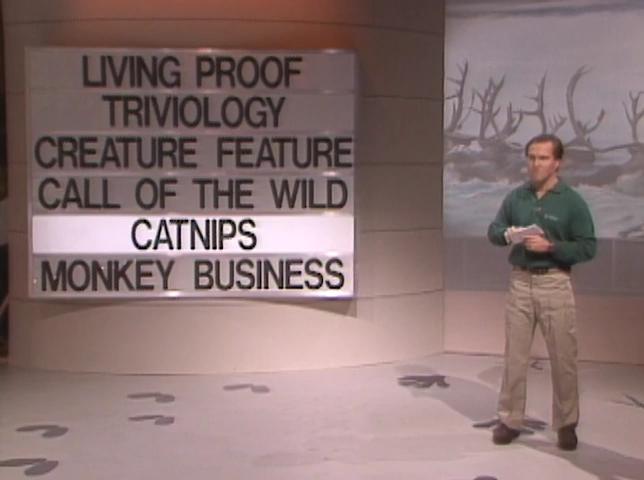 LIVING PROOF
TRIVIOLOGY
CREATURE FEATURE
CALL OF THE WILD
CATNIPS
MONKEY BUSINESS